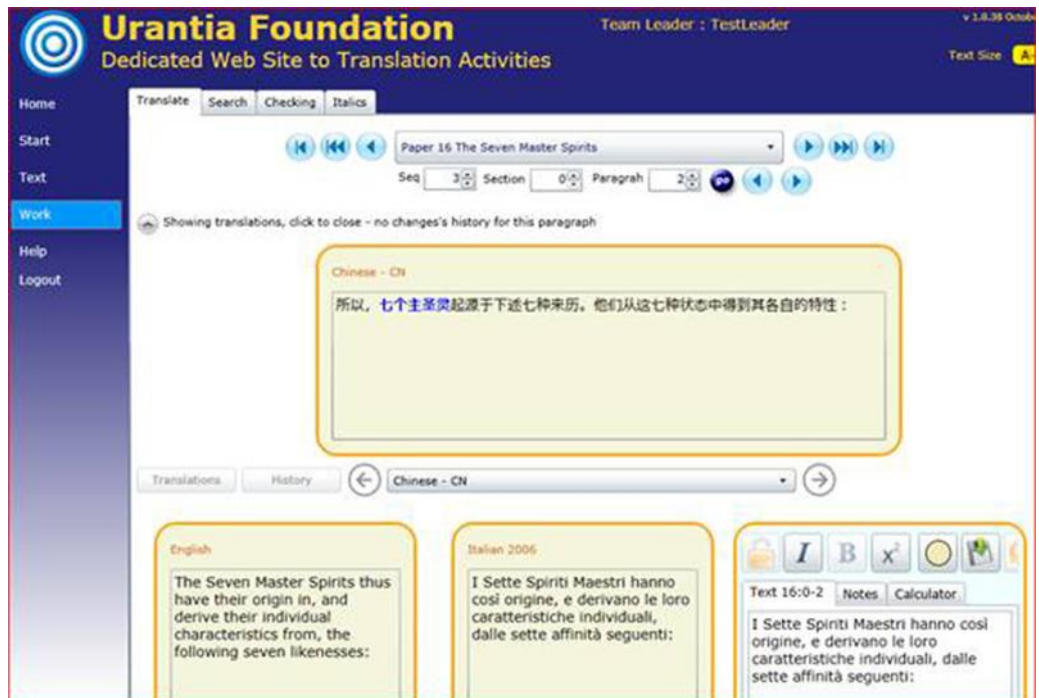 Urantia Foundation
Team Leader : TestLeader
v 1.0.38
Dedicated Web Site to Translation Activities
Text Size A-
Home
Start
Text
Work
Help
Logout
Translate Search Checking Italics
Paper 16 The Seven Master Spirits
Seq 3 Section 0 Paragrah 2 go
Showing translations, click to close - no changes's history for this paragraph
Chinese - CN
所以，七个主圣灵起源于下述七种来历。他们从这七种状态中得到其各自的特性：
Translations History Chinese - CN
English
The Seven Master Spirits thus
have their origin in, and
derive their individual
characteristics from, the
following seven likenesses:
Italian 2006
I Sette Spiriti Maestri hanno
così origine, e derivano le loro
caratteristiche individuali,
dalle sette affinità seguenti:
I B x²
Text 16:0-2 Notes Calculator
I Sette Spiriti Maestri hanno così
origine, e derivano le loro
caratteristiche individuali, dalle
sette affinità seguenti: